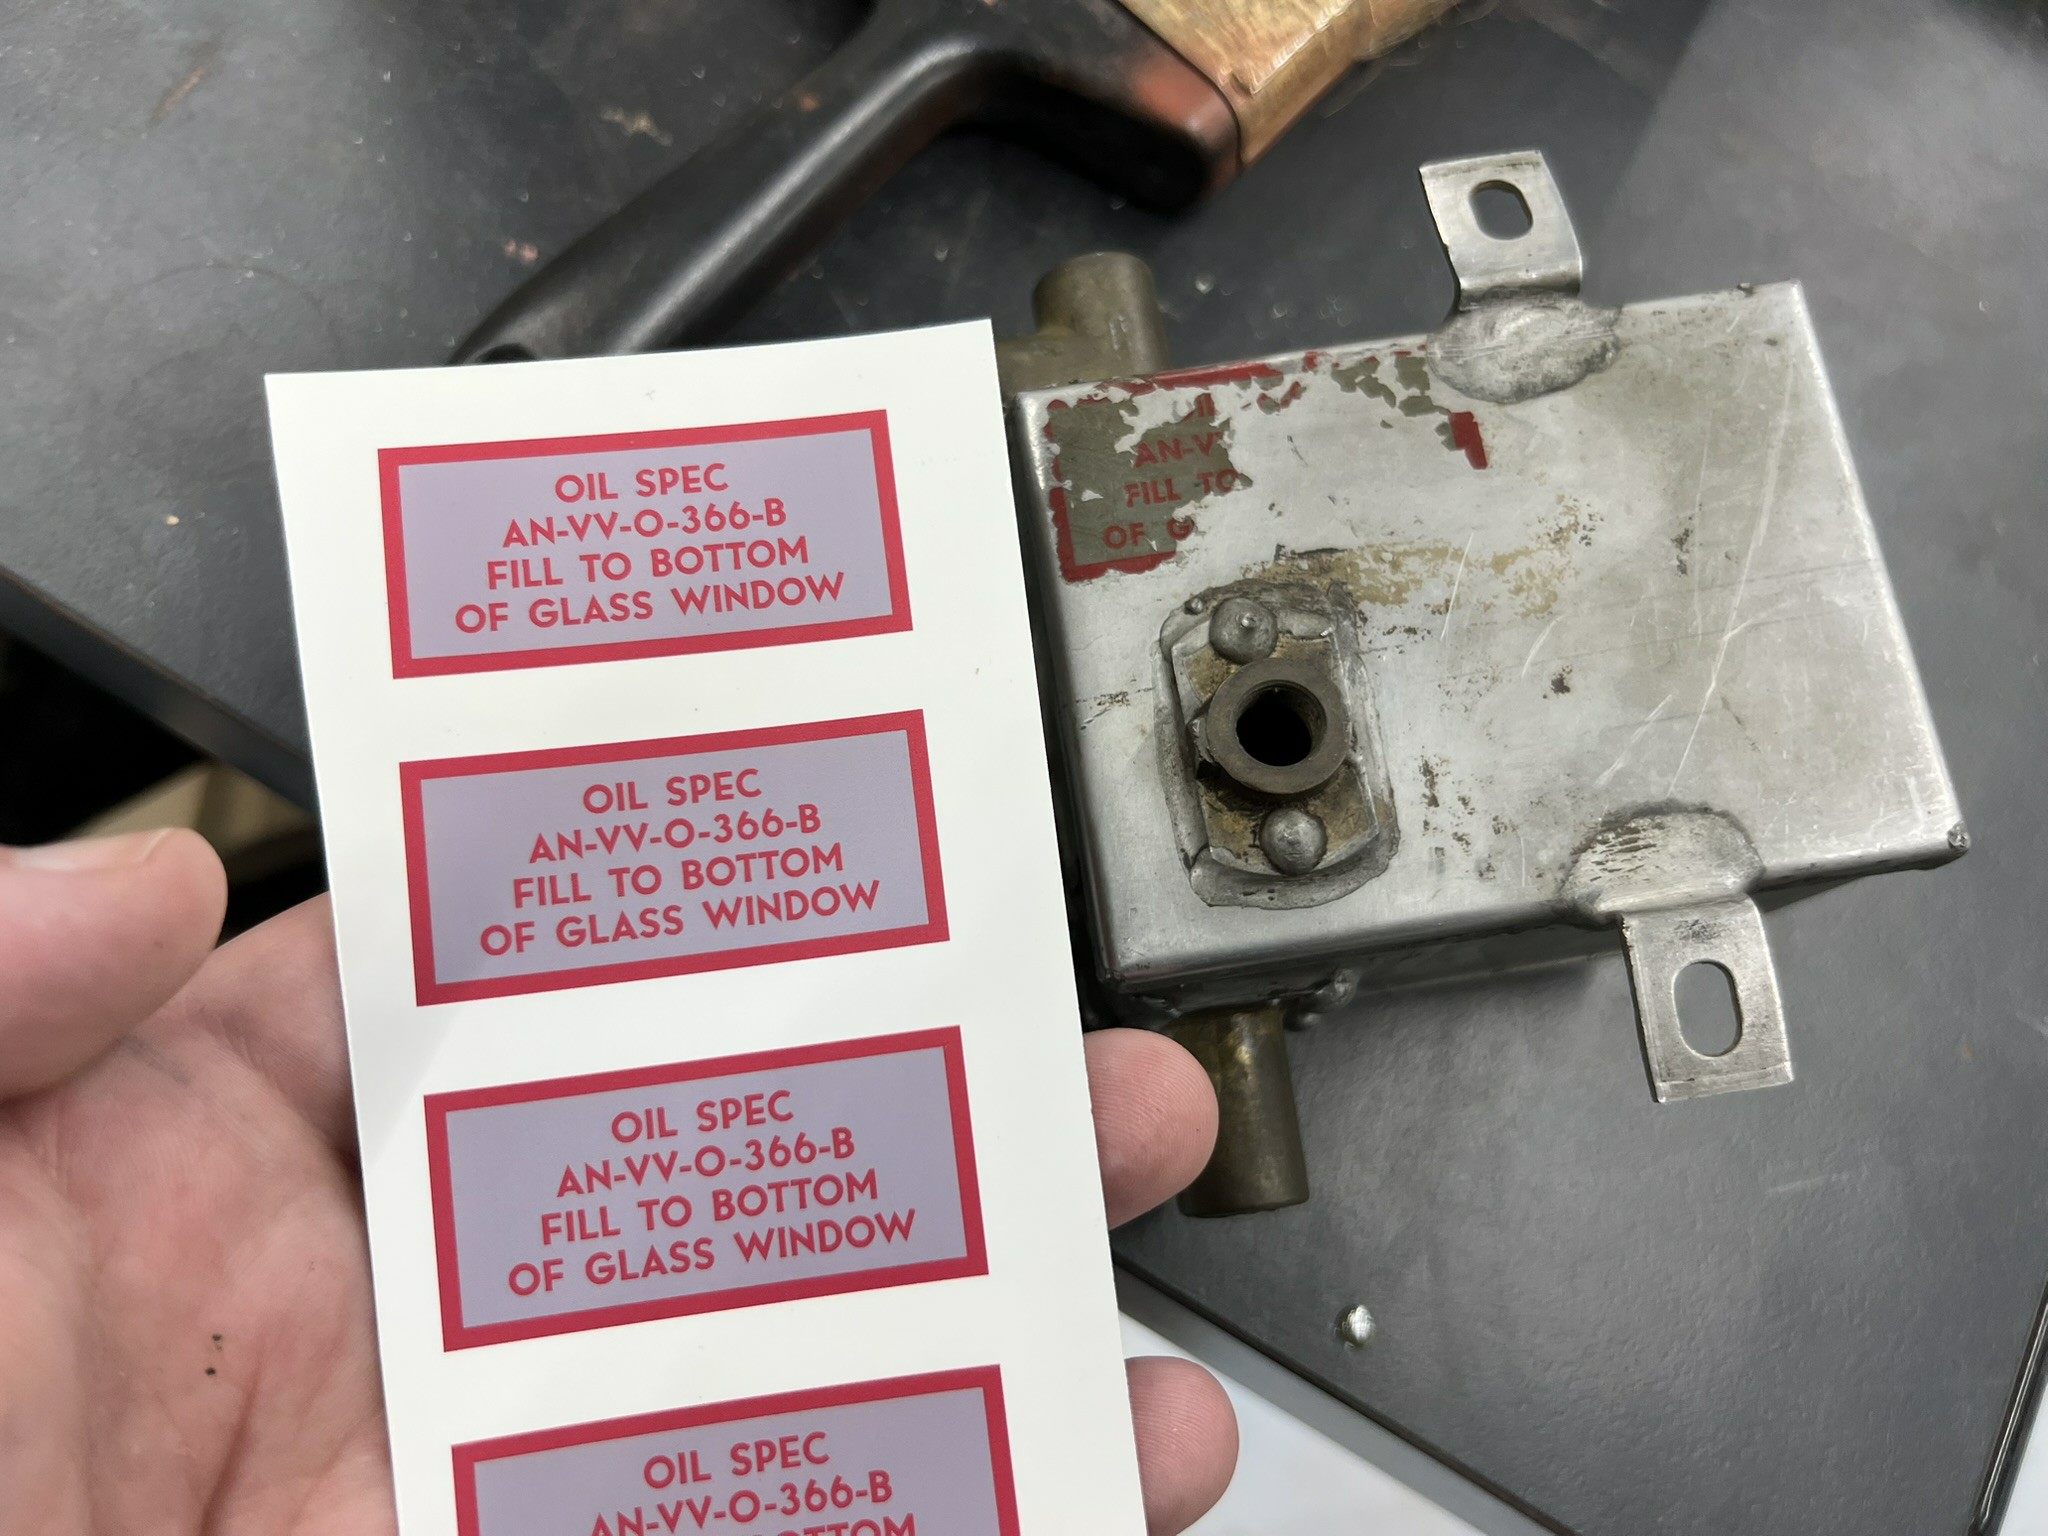 OIL SPEC
AN-VV-O-366-B
FILL TO BOTTOM
OF GLASS WINDOW
OIL SPEC
AN-VV-O-366-B
FILL TO BOTTOM
OF GLASS WINDOW
OIL SPEC
AN-VV-O-366-B
FILL TO BOTTOM
OF GLASS WINDOW
OIL SPEC
AN-VV-O-366-B
BOTTOM
AN-V
FILL TO
OF GL